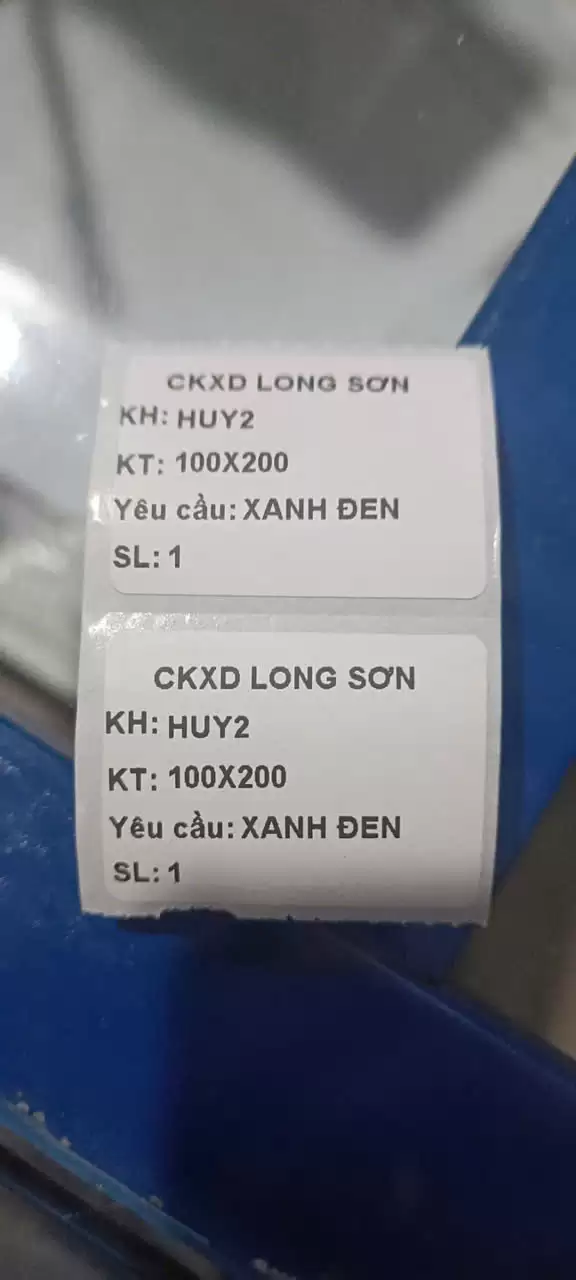 CKXD LONG SƠN
KH: HUY2
KT: 100X200
Yêu cầu: XANH ĐEN
SL: 1
CKXD LONG SƠN
KH: HUY2
KT: 100X200
Yêu cầu: XANH ĐEN
SL: 1